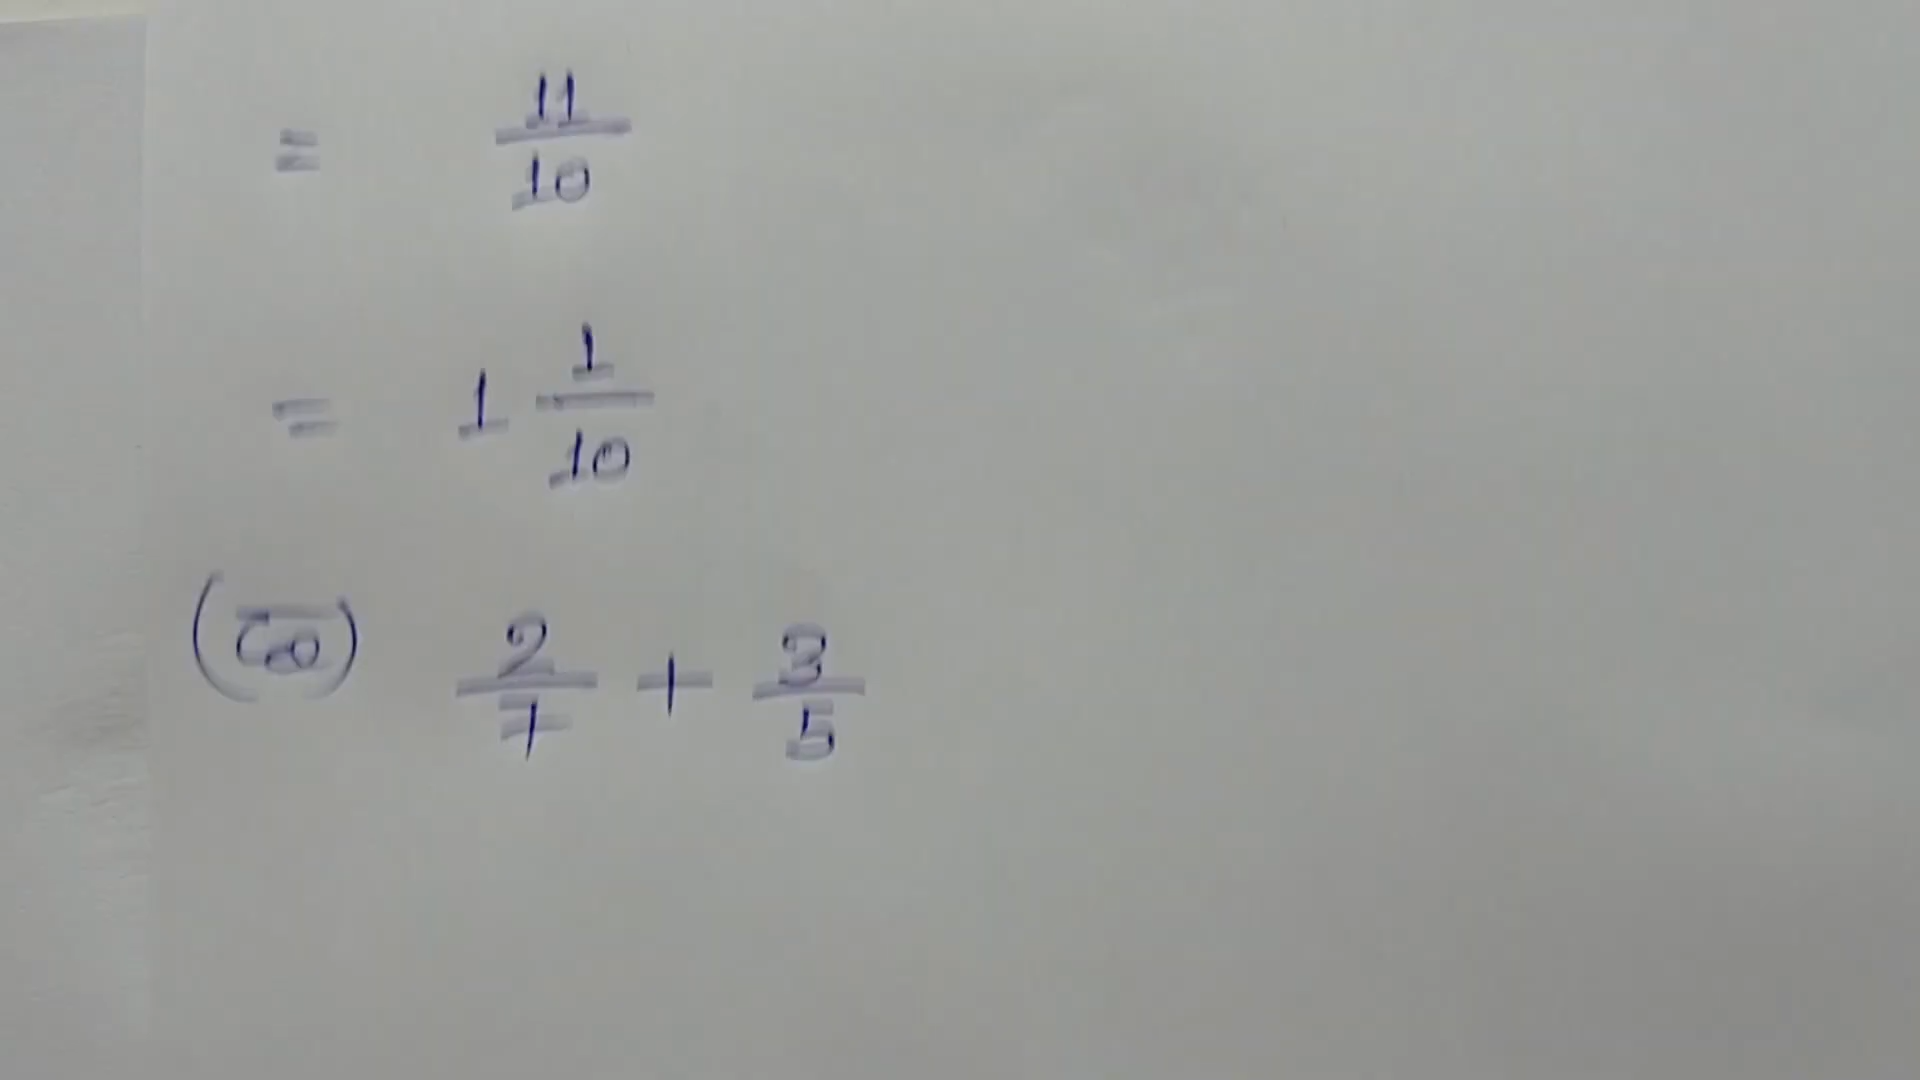 = 11/10
= 1 1/10
(छ) 2/7 + 3/5